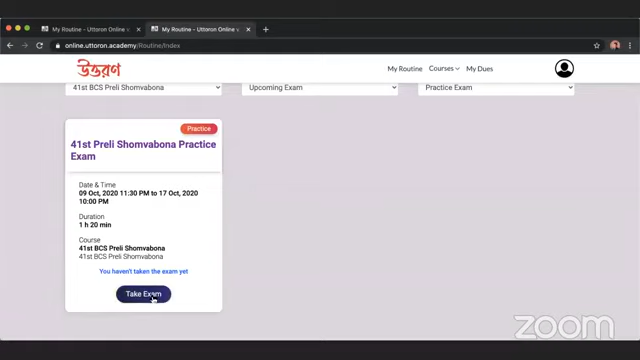 My Routine - Uttoron Online s
My Routine - Uttoron Online v
online.uttoron.academy/Routine/Index
উত্তরণ
My Routine
Courses
My Dues
41st BCS Preli Shomvabona
Upcoming Exam
Practice Exam
Practice
41st Preli Shomvabona Practice
Exam
Date & Time
09 Oct, 2020 11:30 PM to 17 Oct, 2020
10:00 PM
Duration
1 h 20 min
Course
41st BCS Preli Shomvabona
41st BCS Preli Shomvabona
You haven't taken the exam yet
Take Exam
zoom